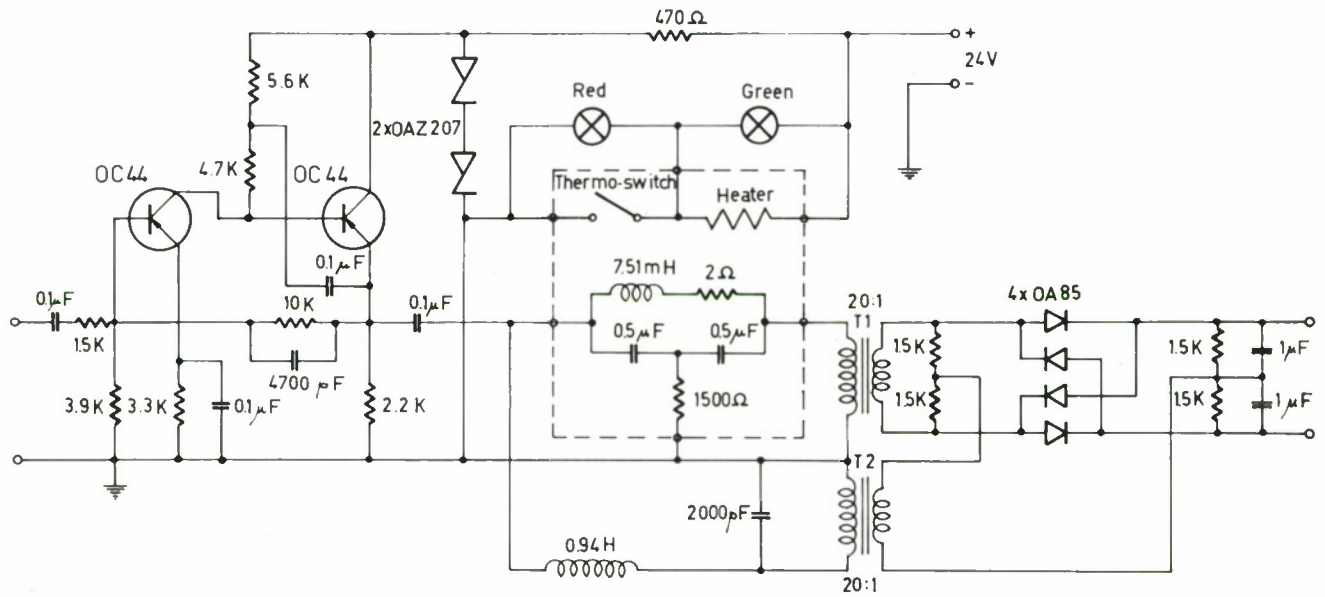 470Ω
+
24V
-
5.6K
Red
Green
2xOAZ207
4.7K
OC44
OC44
Thermo-switch
Heater
0.1μF
7.51mH
2Ω
0.1μF
10K
0.1μF
20:1
4xOA85
T1
1.5K
0.5μF
0.5μF
1.5K
1.5K
1μF
4700pF
3.9K
3.3K
0.1μF
2.2K
1500Ω
1.5K
1.5K
1μF
T2
2000pF
0.94H
20:1